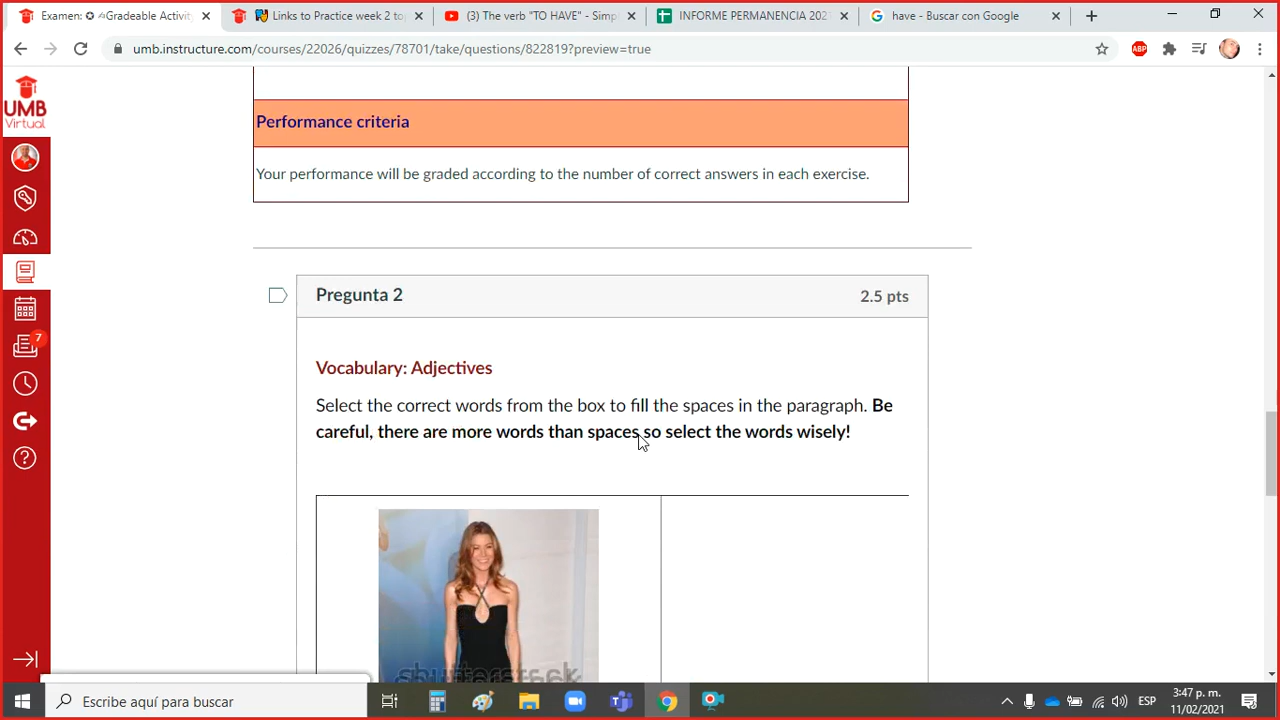 Examen: ✪ ✍Gradeable Activit
Links to Practice week 2 to
(3) The verb "TO HAVE" - Simp
INFORME PERMANENCIA 202
have - Buscar con Google
umb.instructure.com/courses/22026/quizzes/78701/take/questions/822819?preview=true
ABP
UMB
Virtual
Performance criteria
Your performance will be graded according to the number of correct answers in each exercise.
7
Pregunta 2
2.5 pts
Vocabulary: Adjectives
Select the correct words from the box to fill the spaces in the paragraph. Be
careful, there are more words than spaces so select the words wisely!
shutterstock
Escribe aquí para buscar
ESP
3:47 p. m.
11/02/2021